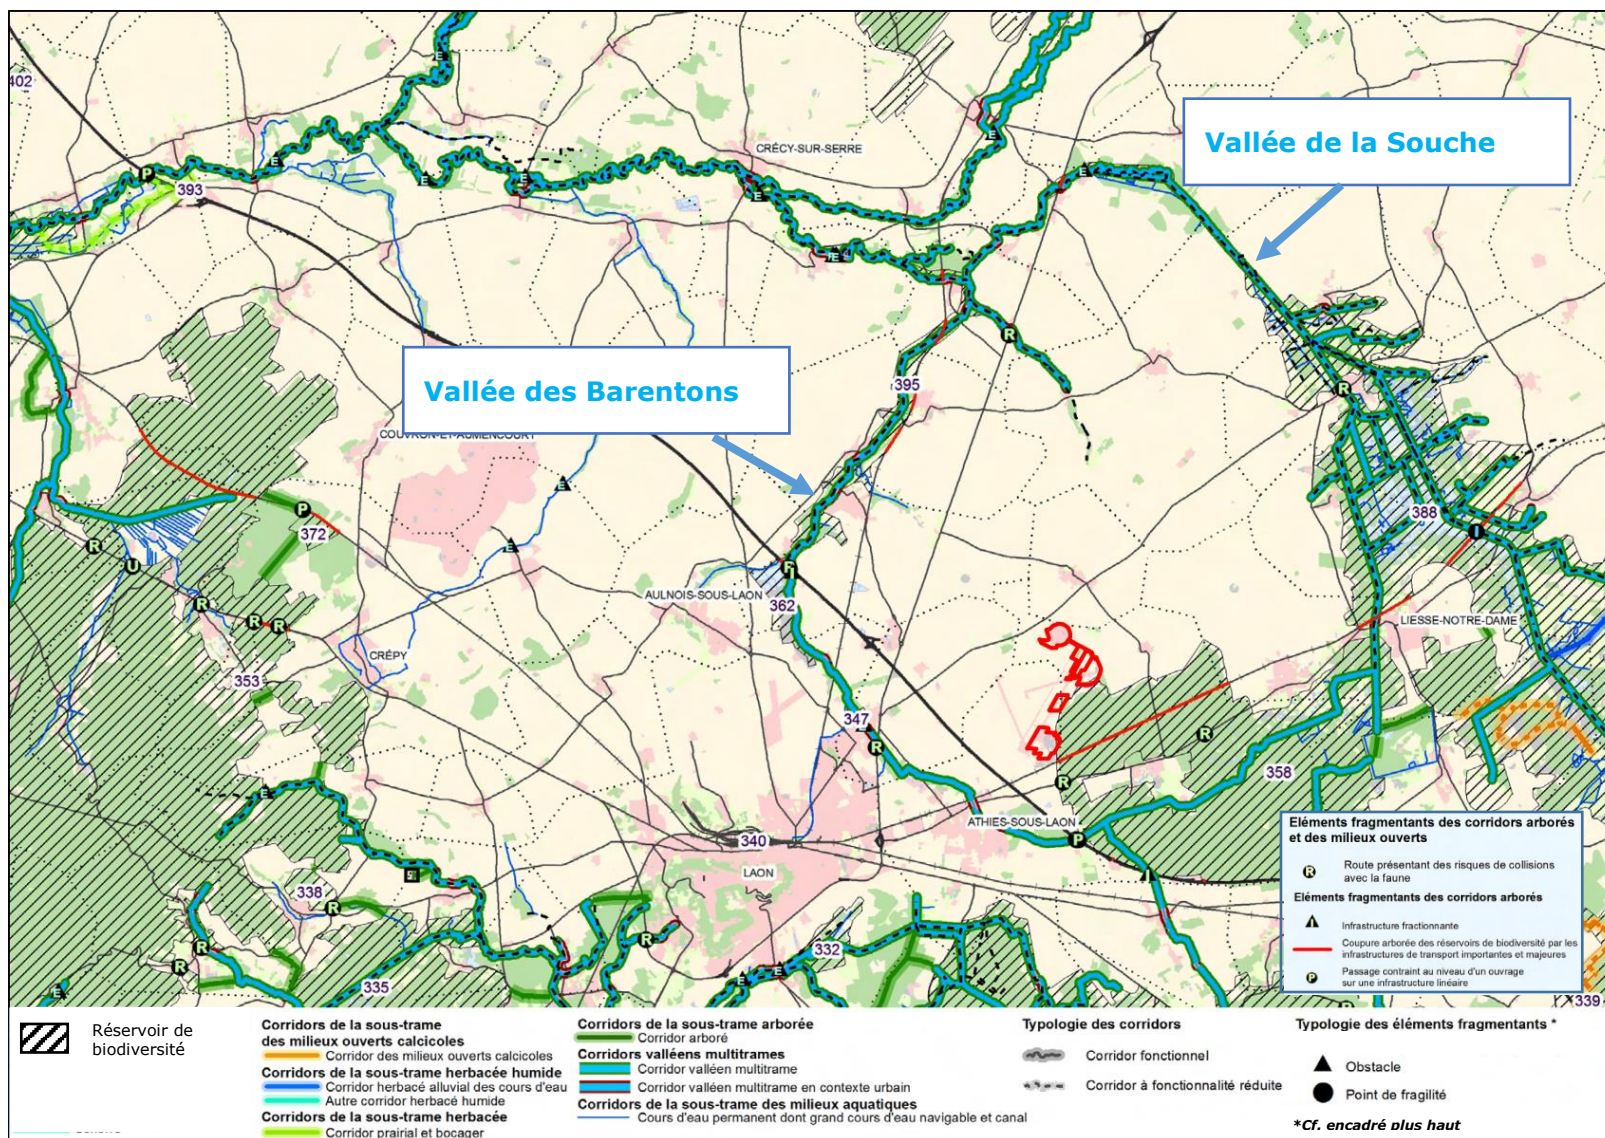 402
E
Vallée de la Souche
E
CRÉCY-SUR-SERRE
E
P
393
E
E
E
E
E
R
Vallée des Barentons
395
R
COUVRON-ET-AUMENCOURT
E
P
372
388
I
R
E
U
R
AULNOIS-SOUS-LAON
362
R
R
R
LIESSE-NOTRE-DAME
CRÉPY
353
347
R
R
358
R
E
ATHIES-SOUS-LAON
P
340
LAON
I
338
R
R
R
R
332
E
E
335
E
339
Eléments fragmentants des corridors arborés
et des milieux ouverts
R
Route présentant des risques de collisions
avec la faune
Eléments fragmentants des corridors arborés
I
Infrastructure fractionnante
Coupure arborée des réservoirs de biodiversité par les
infrastructures de transport importantes et majeures
P
Passage contraint au niveau d'un ouvrage
sur une infrastructure linéaire
Réservoir de
biodiversité
Corridors de la sous-trame
des milieux ouverts calcicoles
Corridor des milieux ouverts calcicoles
Corridors de la sous-trame herbacée humide
Corridor herbacé alluvial des cours d'eau
Autre corridor herbacé humide
Corridors de la sous-trame herbacée
Corridor prairial et bocager
Corridors de la sous-trame arborée
Corridor arboré
Corridors valléens multitrames
Corridor valléen multitrame
Corridor valléen multitrame en contexte urbain
Corridors de la sous-trame des milieux aquatiques
Cours d'eau permanent dont grand cours d'eau navigable et canal
Typologie des corridors
Corridor fonctionnel
Corridor à fonctionnalité réduite
Typologie des éléments fragmentants *
Obstacle
Point de fragilité
*Cf. encadré plus haut